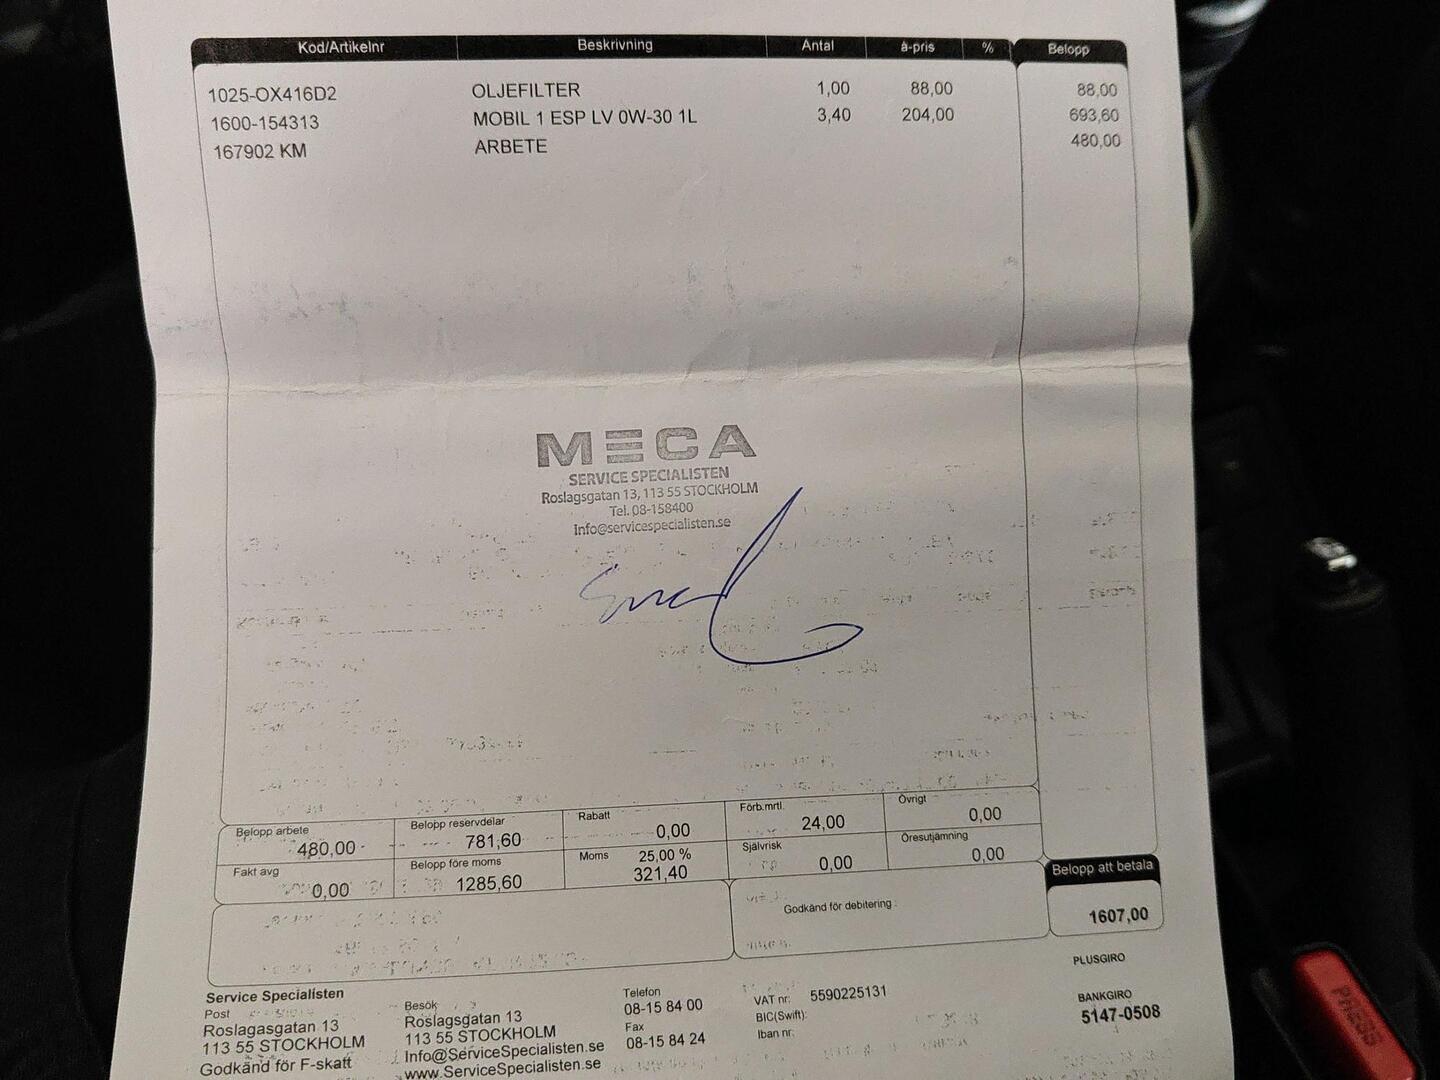 Kod/Artikelnr Beskrivning Antal à-pris % Belopp
1025-OX416D2 OLJEFILTER 1,00 88,00 88,00
1600-154313 MOBIL 1 ESP LV 0W-30 1L 3,40 204,00 693,60
167902 KM ARBETE 480,00
MECA
SERVICE SPECIALISTEN
Roslagsgatan 13, 113 55 STOCKHOLM
Tel. 08-158400
Info@servicespecialisten.se
Belopp arbete Belopp reservdelar Rabatt Förb.mrtl. Övrigt
480,00 781,60 0,00 24,00 0,00
Fakt avg Belopp före moms Moms 25,00 % Självrisk Öresutjämning
0,00 1285,60 321,40 0,00 0,00
Belopp att betala
1607,00
Godkänd för debitering :
PLUSGIRO
BANKGIRO
5147-0508
Service Specialisten
Post
Roslagasgatan 13
113 55 STOCKHOLM
Godkänd för F-skatt
Besök
Roslagsgatan 13
113 55 STOCKHOLM
Info@ServiceSpecialisten.se
www.ServiceSpecialisten.se
Telefon
08-15 84 00
Fax
08-15 84 24
VAT nr: 5590225131
BIC(Swift):
Iban nr:
PRESS